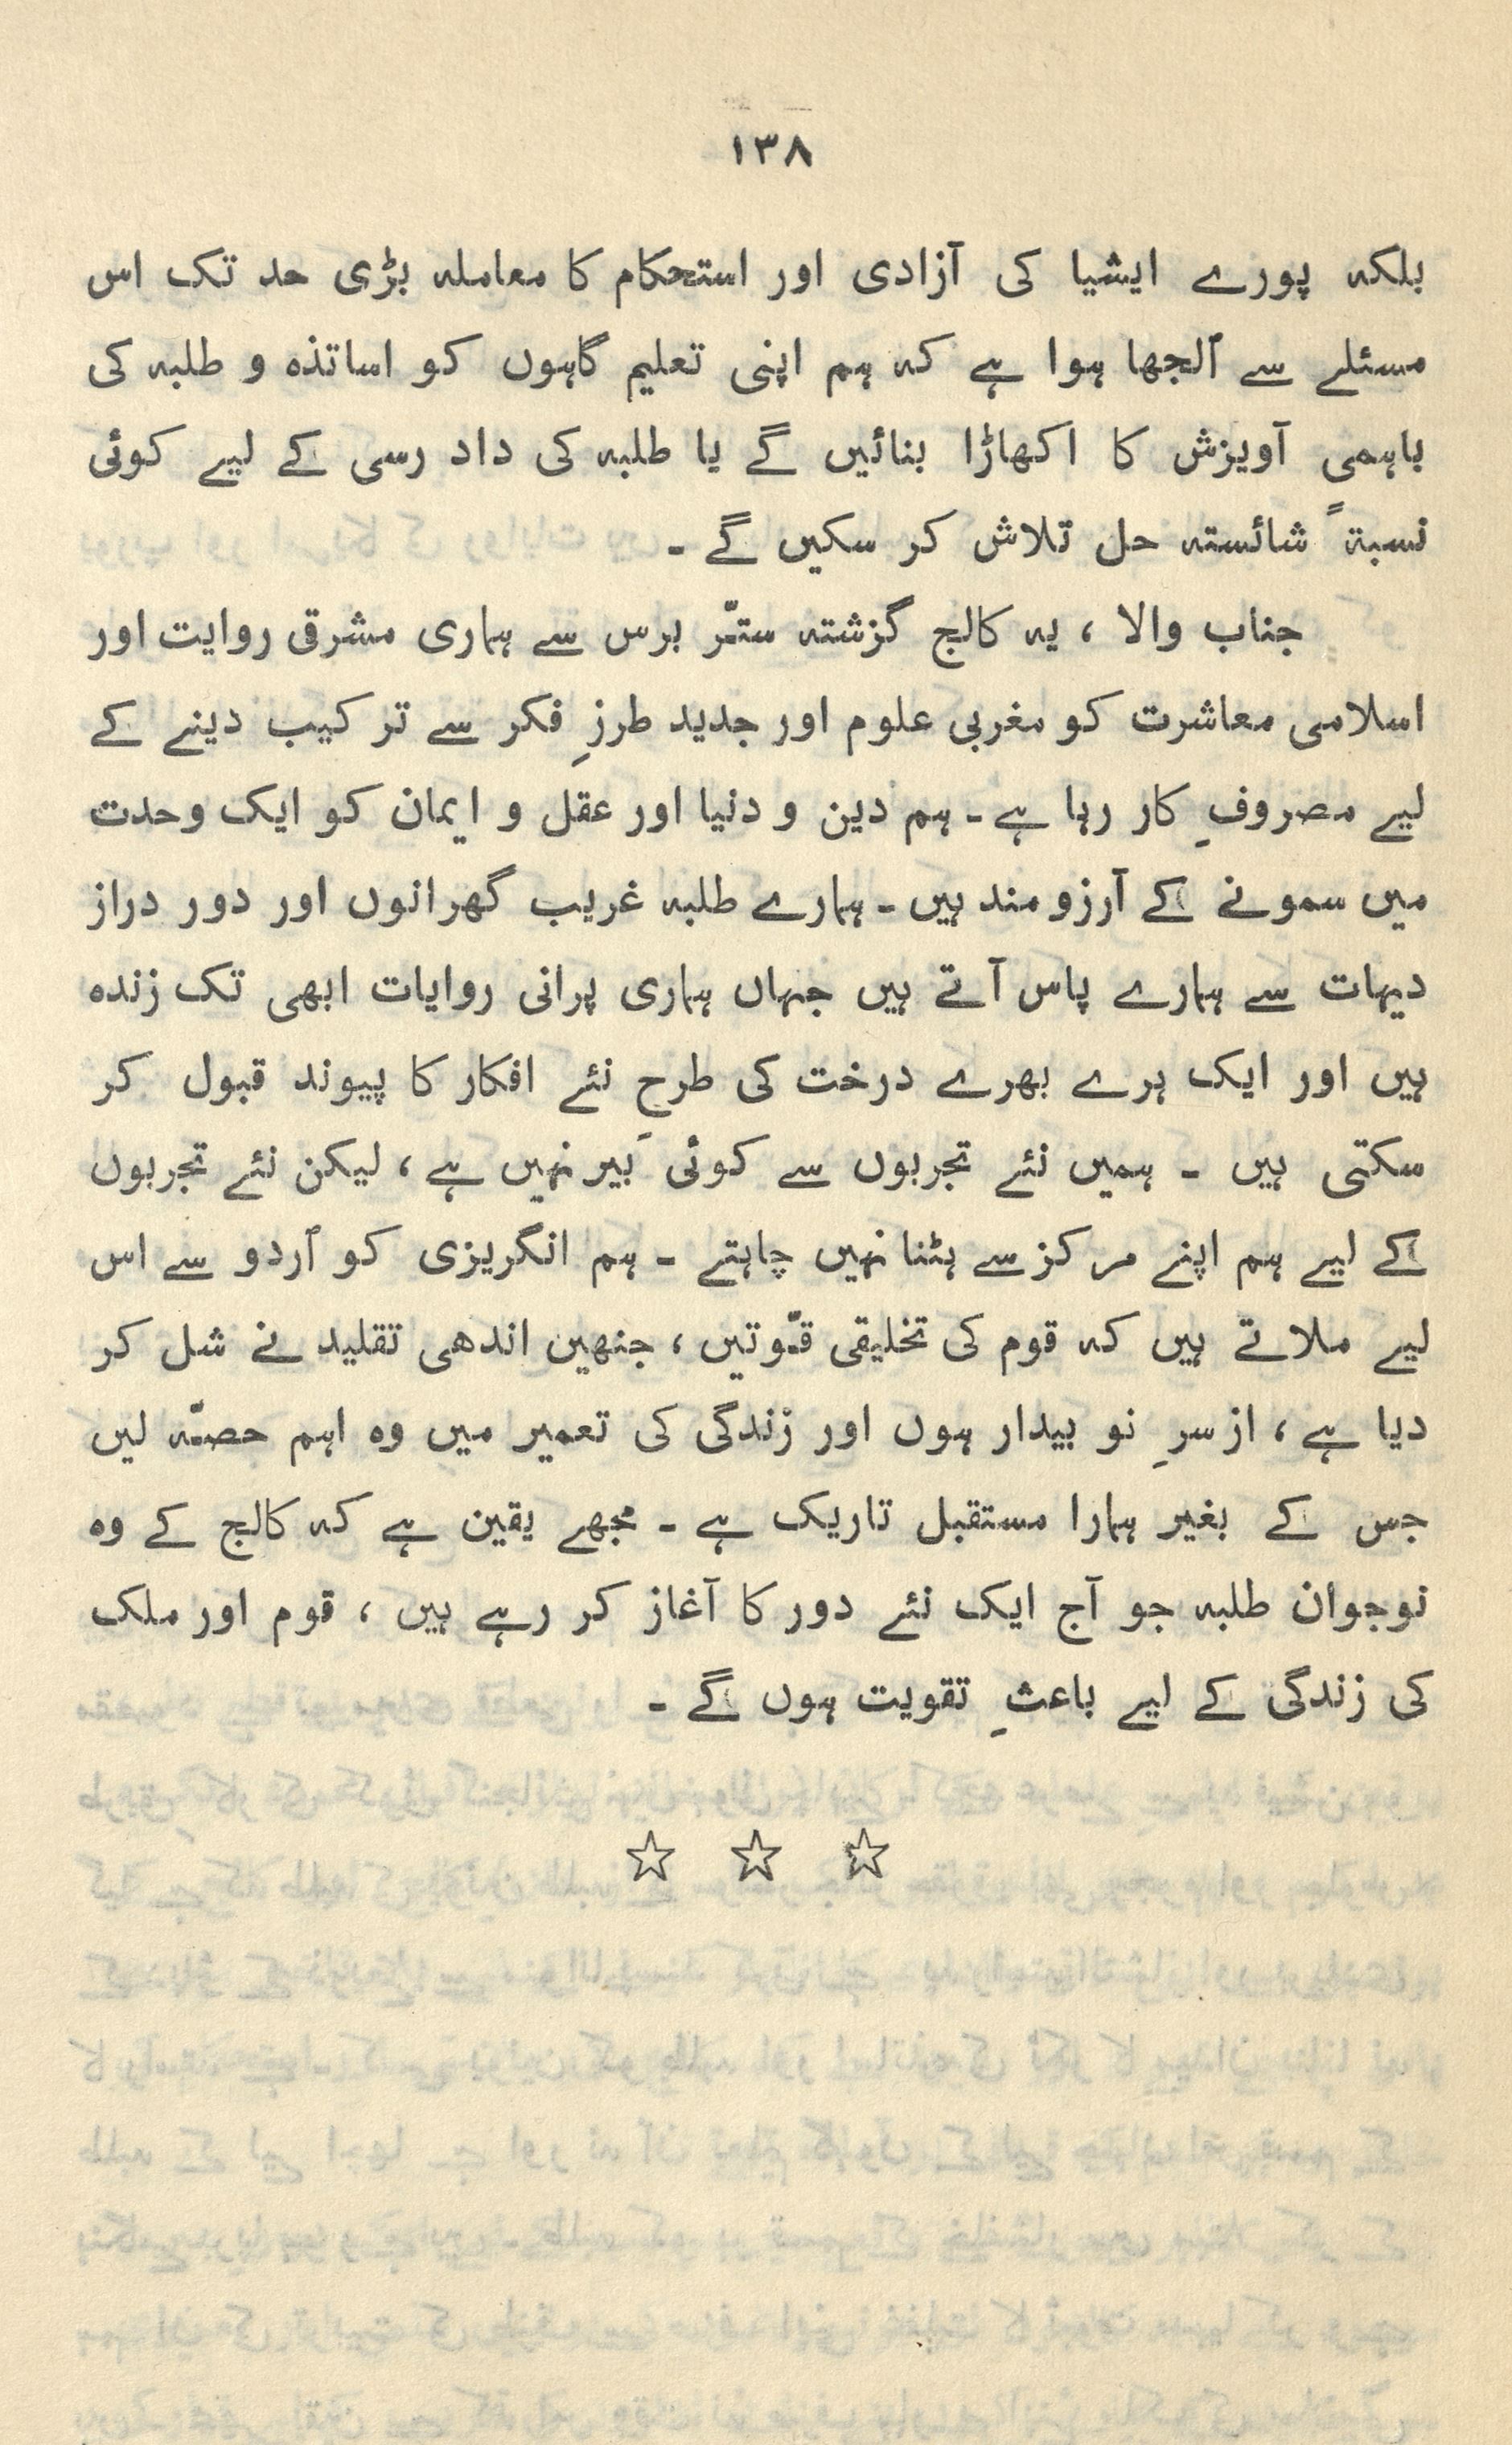 ۱۳۸
بلکہ پورے ایشیا کی آزادی اور استحکام کا معاملہ بڑی حد تک اس
مسئلے سے اُلجھا ہوا ہے کہ ہم اپنی تعلیم گاہوں کو اساتذہ و طلبہ کی
باہمی آویزش کا اکھاڑا بنائیں گے یا طلبہ کی داد رسی کے لیے کوئی
نسبۃً شائستہ حل تلاش کر سکیں گے ۔
جناب والا ، یہ کالج گزشتہ ستّر برس سے ہماری مشرقی روایت اور
اسلامی معاشرت کو مغربی علوم اور جدید طرزِ فکر سے ترکیب دینے کے
لیے مصروفِ کار رہا ہے ۔ ہم دین و دنیا اور عقل و ایمان کو ایک وحدت
میں سمونے کے آرزو مند ہیں ۔ ہمارے طلبہ غریب گھرانوں اور دور دراز
دیہات سے ہمارے پاس آتے ہیں جہاں ہماری پرانی روایات ابھی تک زندہ
ہیں اور ایک ہرے بھرے درخت کی طرح نئے افکار کا پیوند قبول کر
سکتی ہیں ۔ ہمیں نئے تجربوں سے کوئی بَیر نہیں ہے ، لیکن نئے تجربوں
کے لیے ہم اپنے مرکز سے ہٹنا نہیں چاہتے ۔ ہم انگریزی کو اُردو سے اس
لیے ملاتے ہیں کہ قوم کی تخلیقی قوّتیں ، جنھیں اندھی تقلید نے شل کر
دیا ہے ، از سرِ نو بیدار ہوں اور زندگی کی تعمیر میں وہ اہم حصّہ لیں
جس کے بغیر ہمارا مستقبل تاریک ہے ۔ مجھے یقین ہے کہ کالج کے وہ
نوجوان طلبہ جو آج ایک نئے دور کا آغاز کر رہے ہیں ، قوم اور ملک
کی زندگی کے لیے باعثِ تقویت ہوں گے ۔
☆ ☆ ☆